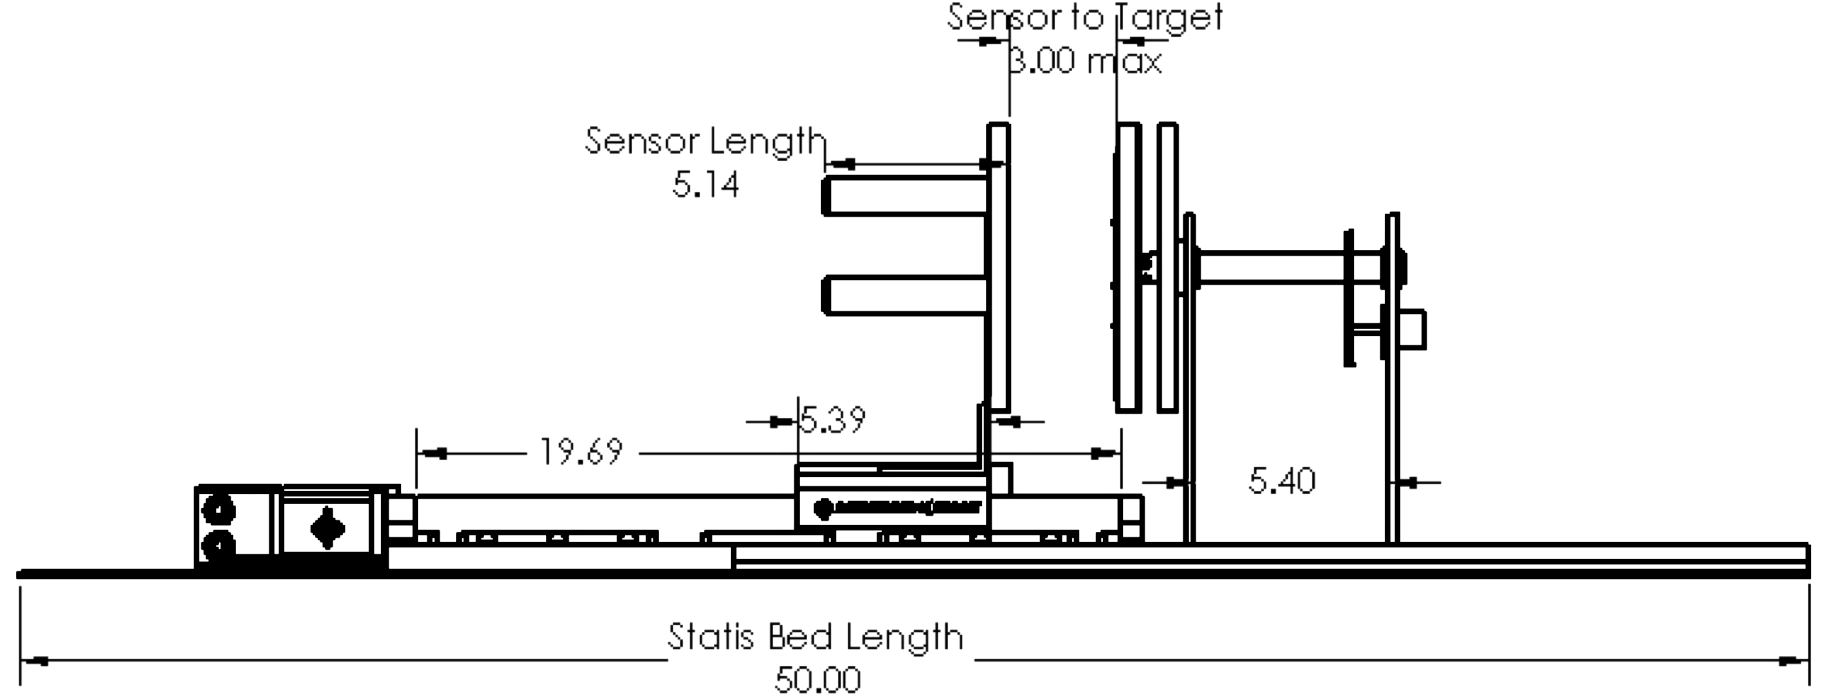 Sensor to Target
3.00 max
Sensor Length
5.14
5.39
19.69
5.40
Statis Bed Length
50.00